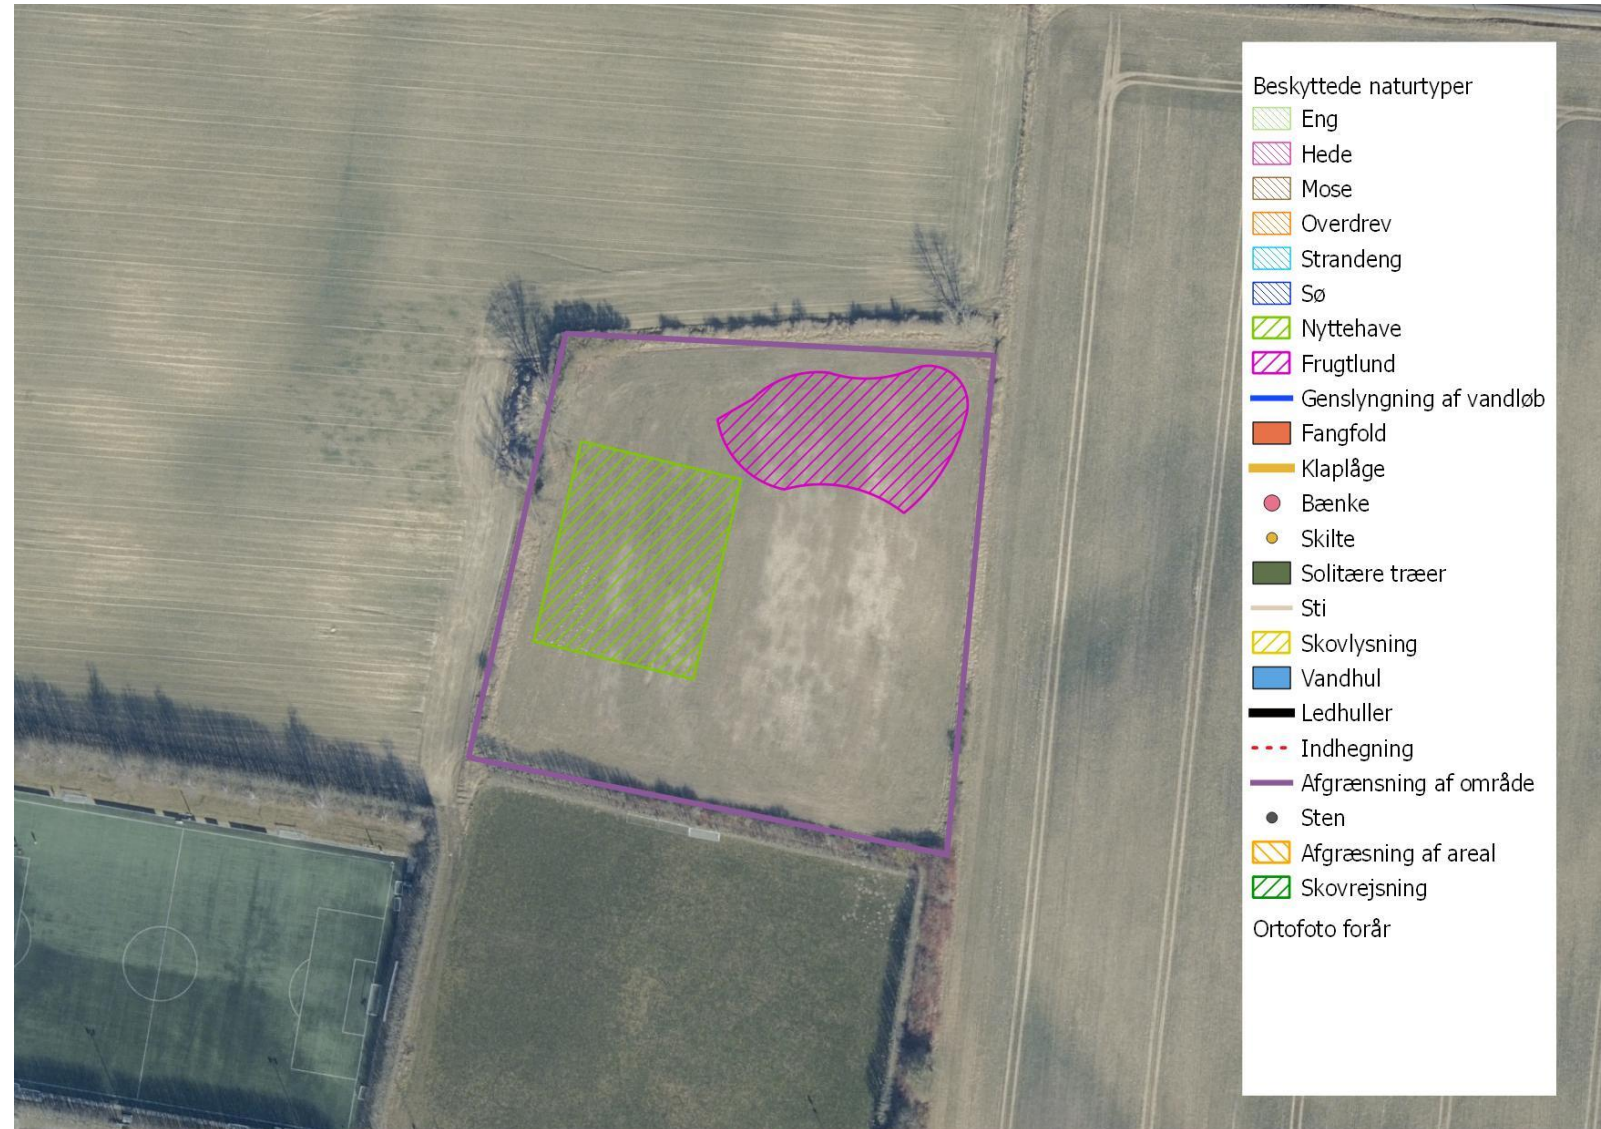 Beskyttede naturtyper
Eng
Hede
Mose
Overdrev
Strandeng
Sø
Nyttehave
Frugtlund
Genslyngning af vandløb
Fangfold
Klaplåge
Bænke
Skilte
Solitære træer
Sti
Skovlysning
Vandhul
Ledhuller
Indhegning
Afgrænsning af område
Sten
Afgræsning af areal
Skovrejsning
Ortofoto forår